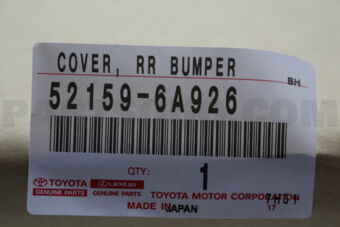 COVER, RR BUMPER
BH
52159-6A926
QTY:
1
TOYOTA
GENUINE PARTS
LEXUS
GENUINE PARTS
TOYOTA MOTOR CORPORATION
MADE IN JAPAN
17